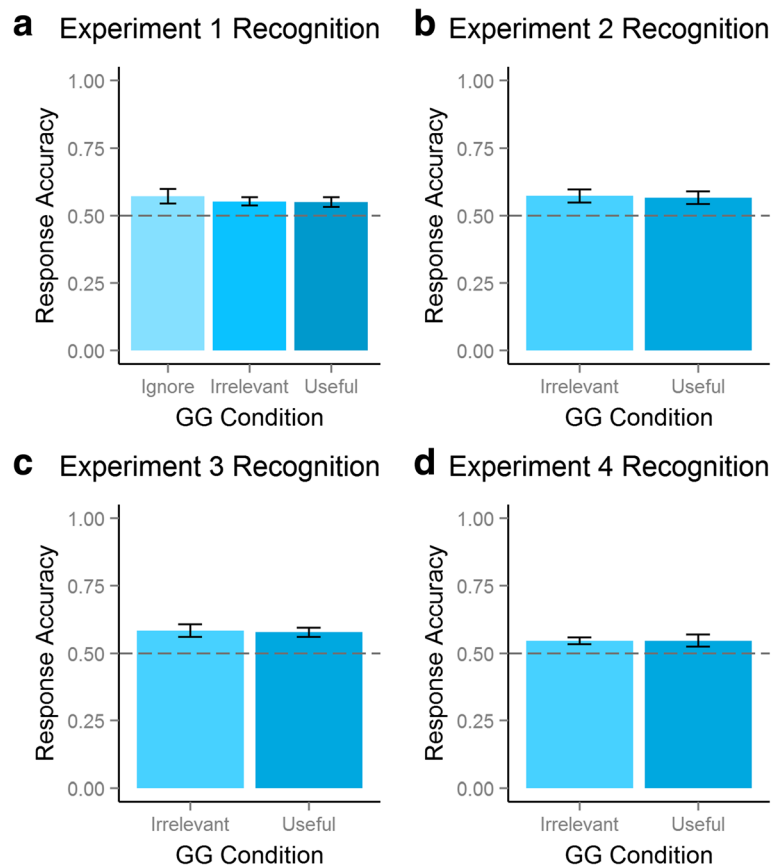 a Experiment 1 Recognition
Response Accuracy
1.00
0.75
0.50
0.25
0.00
Ignore Irrelevant Useful
GG Condition
b Experiment 2 Recognition
Response Accuracy
1.00
0.75
0.50
0.25
0.00
Irrelevant Useful
GG Condition
c Experiment 3 Recognition
Response Accuracy
1.00
0.75
0.50
0.25
0.00
Irrelevant Useful
GG Condition
d Experiment 4 Recognition
Response Accuracy
1.00
0.75
0.50
0.25
0.00
Irrelevant Useful
GG Condition